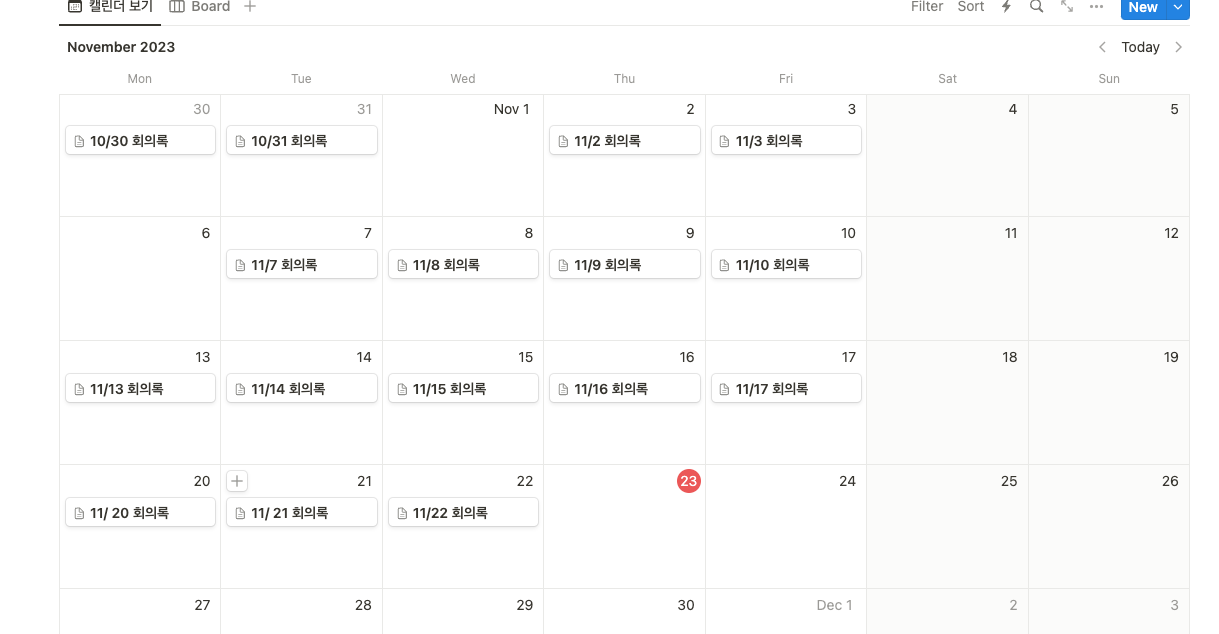 캘린더 보기 Board Filter Sort New
November 2023 Today
Mon Tue Wed Thu Fri Sat Sun
30 31 Nov 1 2 3 4 5
10/30 회의록 10/31 회의록 11/2 회의록 11/3 회의록
6 7 8 9 10 11 12
11/7 회의록 11/8 회의록 11/9 회의록 11/10 회의록
13 14 15 16 17 18 19
11/13 회의록 11/14 회의록 11/15 회의록 11/16 회의록 11/17 회의록
20 21 22 23 24 25 26
11/ 20 회의록 11/ 21 회의록 11/22 회의록
27 28 29 30 Dec 1 2 3